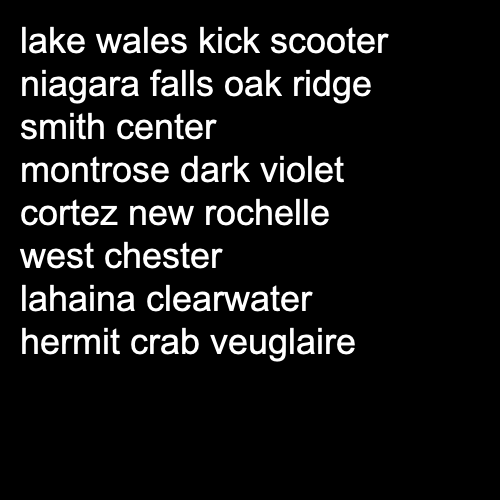 lake wales kick scooter
niagara falls oak ridge
smith center
montrose dark violet
cortez new rochelle
west chester
lahaina clearwater
hermit crab veuglaire